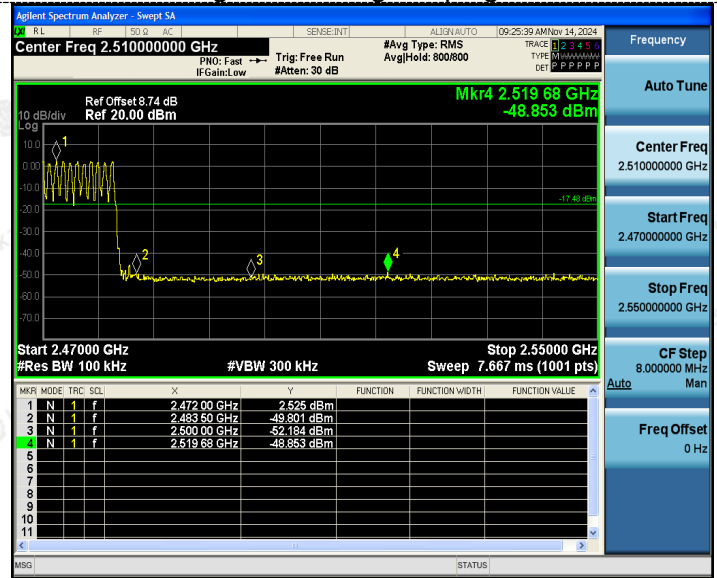 Agilent Spectrum Analyzer - Swept SA
RL RF 50 Ω AC SENSE:INT ALIGN AUTO 09:25:39 AM Nov 14, 2024
Center Freq 2.510000000 GHz
PNO: Fast
IFGain:Low
Trig: Free Run
#Atten: 30 dB
#Avg Type: RMS
Avg|Hold: 800/800
TRACE 1 2 3 4 5 6
TYPE M
DET P P P P P P
Frequency
Auto Tune
Center Freq
2.510000000 GHz
Start Freq
2.470000000 GHz
Stop Freq
2.550000000 GHz
CF Step
8.000000 MHz
Auto Man
Freq Offset
0 Hz
Mkr4 2.519 68 GHz
-48.853 dBm
Ref Offset 8.74 dB
10 dB/div Ref 20.00 dBm
Log
10.0
0.00
-10.0
-20.0
-30.0
-40.0
-50.0
-60.0
-70.0
1
-17.48 dBm
2
3
4
Start 2.47000 GHz Stop 2.55000 GHz
#Res BW 100 kHz #VBW 300 kHz Sweep 7.667 ms (1001 pts)
MKR MODE TRC SCL X Y FUNCTION FUNCTION WIDTH FUNCTION VALUE
1 N 1 f 2.472 00 GHz 2.525 dBm
2 N 1 f 2.483 50 GHz -49.801 dBm
3 N 1 f 2.500 00 GHz -52.184 dBm
4 N 1 f 2.519 68 GHz -48.853 dBm
5
6
7
8
9
10
11
MSG STATUS